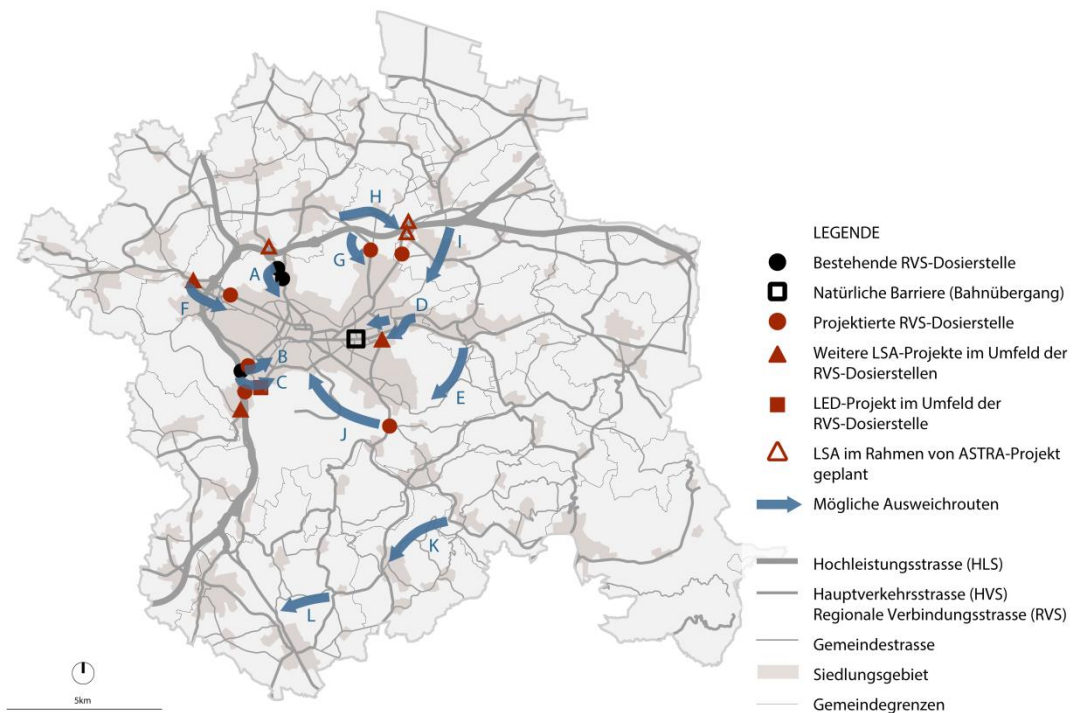 H
I
G
A
F
D
B
C
E
J
K
L
5km
LEGENDE
Bestehende RVS-Dosierstelle
Natürliche Barriere (Bahnübergang)
Projektierte RVS-Dosierstelle
Weitere LSA-Projekte im Umfeld der
RVS-Dosierstellen
LED-Projekt im Umfeld der
RVS-Dosierstelle
LSA im Rahmen von ASTRA-Projekt
geplant
Mögliche Ausweichrouten
Hochleistungsstrasse (HLS)
Hauptverkehrsstrasse (HVS)
Regionale Verbindungsstrasse (RVS)
Gemeindestrasse
Siedlungsgebiet
Gemeindegrenzen